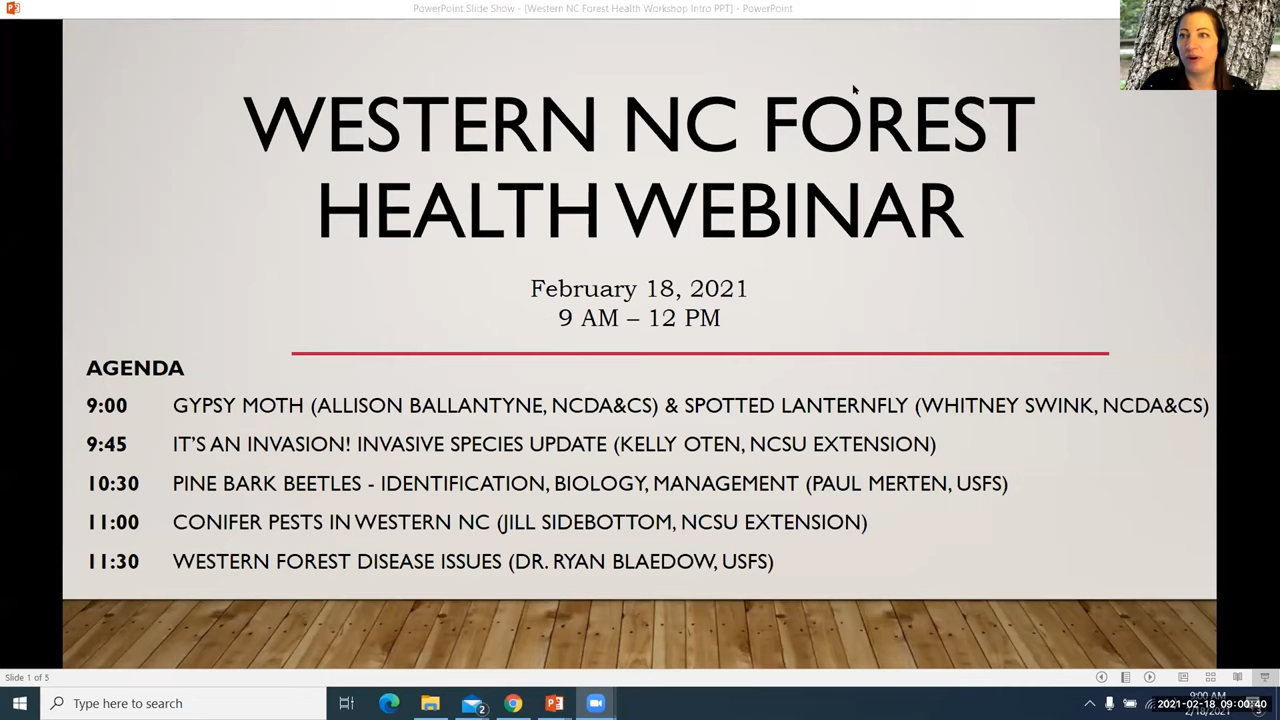 PowerPoint Slide Show - [Western NC Forest Health Workshop Intro PPT] - PowerPoint
WESTERN NC FOREST
HEALTH WEBINAR
February 18, 2021
9 AM – 12 PM
AGENDA
9:00 GYPSY MOTH (ALLISON BALLANTYNE, NCDA&CS) & SPOTTED LANTERNFLY (WHITNEY SWINK, NCDA&CS)
9:45 IT'S AN INVASION! INVASIVE SPECIES UPDATE (KELLY OTEN, NCSU EXTENSION)
10:30 PINE BARK BEETLES - IDENTIFICATION, BIOLOGY, MANAGEMENT (PAUL MERTEN, USFS)
11:00 CONIFER PESTS IN WESTERN NC (JILL SIDEBOTTOM, NCSU EXTENSION)
11:30 WESTERN FOREST DISEASE ISSUES (DR. RYAN BLAEDOW, USFS)
Slide 1 of 5
Type here to search
2
9:00 AM
2021-02-18 09:00:40